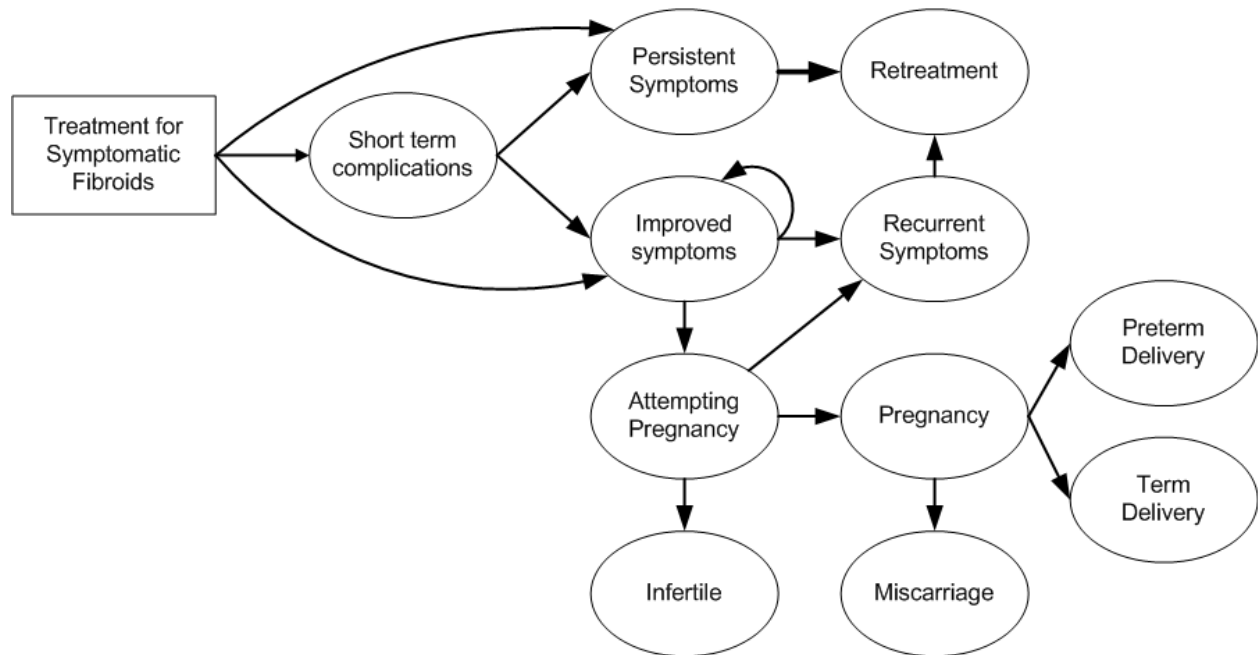 Treatment for
Symptomatic
Fibroids
Short term
complications
Persistent
Symptoms
Retreatment
Improved
symptoms
Recurrent
Symptoms
Attempting
Pregnancy
Pregnancy
Preterm
Delivery
Term
Delivery
Infertile
Miscarriage